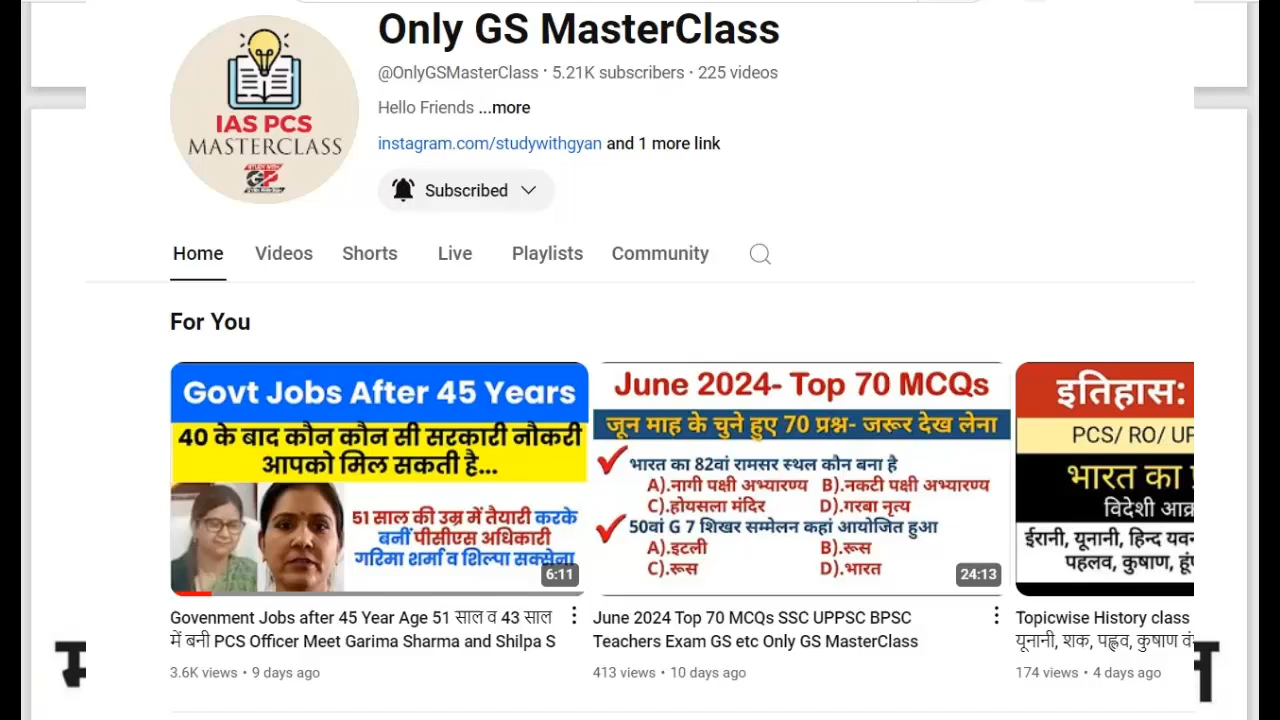 Only GS MasterClass
@OnlyGSMasterClass · 5.21K subscribers · 225 videos
Hello Friends ...more
instagram.com/studywithgyan and 1 more link
Subscribed
IAS PCS
MASTERCLASS
GP
Home Videos Shorts Live Playlists Community
For You
Govt Jobs After 45 Years
40 के बाद कौन कौन सी सरकारी नौकरी
आपको मिल सकती है...
51 साल की उम्र में तैयारी करके
बनीं पीसीएस अधिकारी
गरिमा शर्मा व शिल्पा सक्सेना
6:11
Govenment Jobs after 45 Year Age 51 साल व 43 साल
में बनी PCS Officer Meet Garima Sharma and Shilpa S
3.6K views • 9 days ago
June 2024- Top 70 MCQs
जून माह के चुने हुए 70 प्रश्न- जरूर देख लेना
भारत का 82वां रामसर स्थल कौन बना है
A).नागी पक्षी अभ्यारण्य B).नकटी पक्षी अभ्यारण्य
C).होयसला मंदिर D).गरबा नृत्य
50वां G 7 शिखर सम्मेलन कहां आयोजित हुआ
A).इटली B).रूस
C).रूस D).भारत
24:13
June 2024 Top 70 MCQs SSC UPPSC BPSC
Teachers Exam GS etc Only GS MasterClass
413 views • 10 days ago
इतिहास:
PCS/ RO/ UP
भारत का
विदेशी
ईरानी, यूनानी, हिन्द
पहलव, कुषाण,
Topicwise History class
यूनानी, शक, पह्लव, कुषाण
174 views • 4 days ago